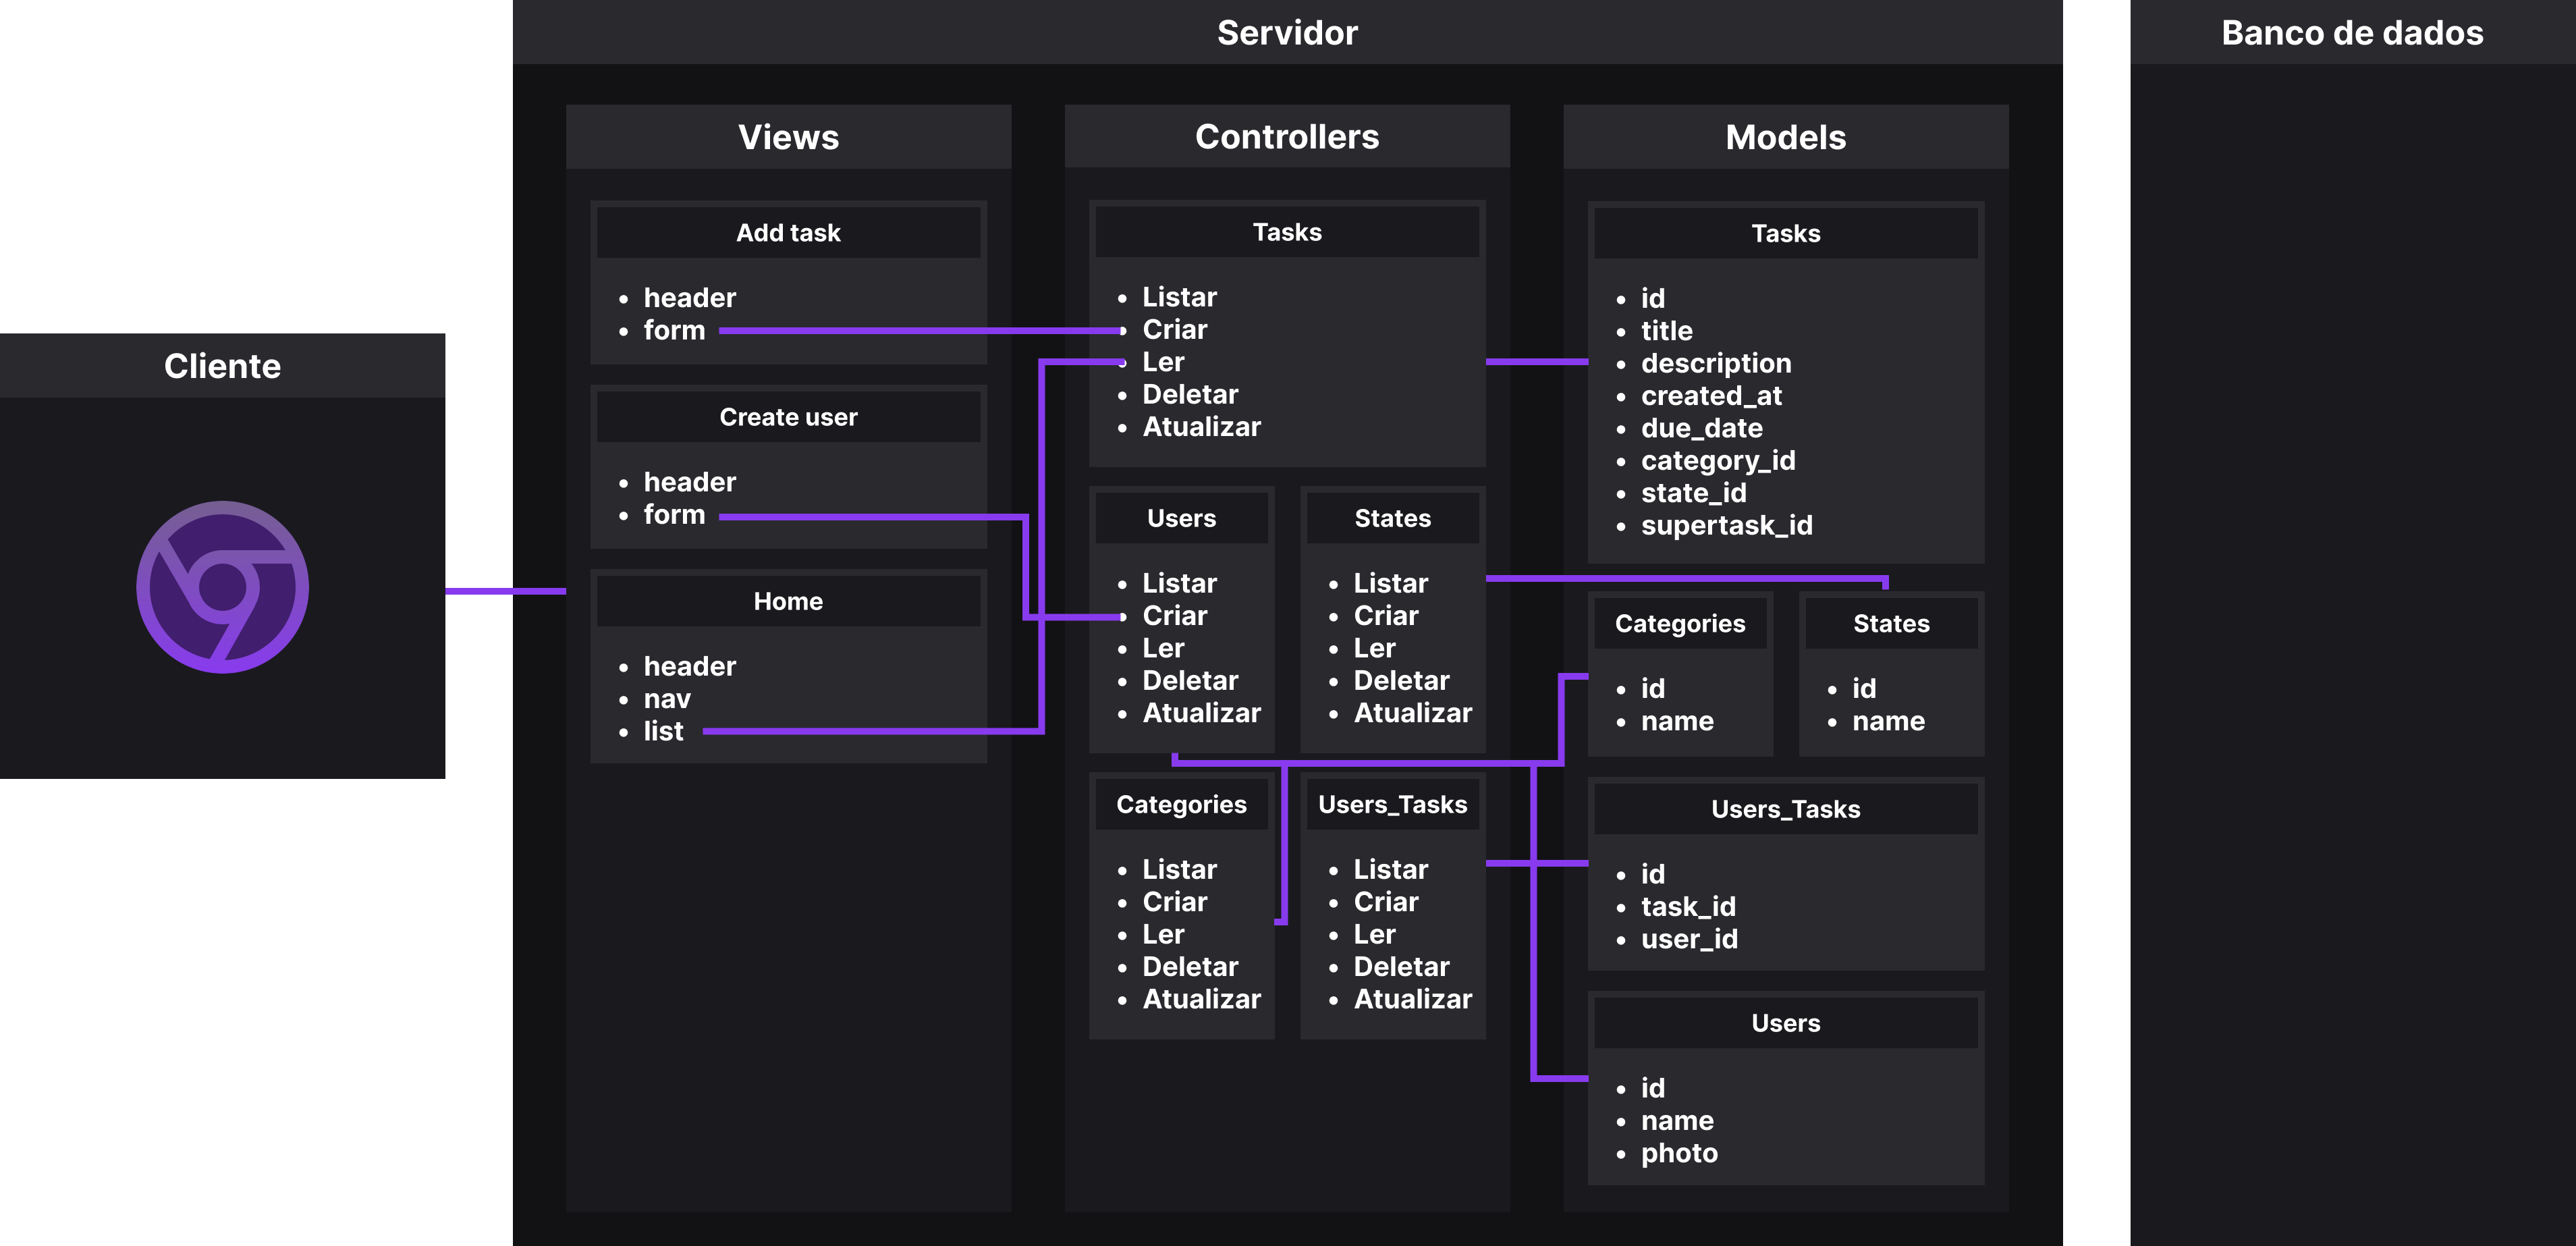 Cliente
Servidor
Views
Add task
header
form
Create user
header
form
Home
header
nav
list
Controllers
Tasks
Listar
Criar
Ler
Deletar
Atualizar
Users
Listar
Criar
Ler
Deletar
Atualizar
States
Listar
Criar
Ler
Deletar
Atualizar
Categories
Listar
Criar
Ler
Deletar
Atualizar
Users_Tasks
Listar
Criar
Ler
Deletar
Atualizar
Models
Tasks
id
title
description
created_at
due_date
category_id
state_id
supertask_id
Categories
id
name
States
id
name
Users_Tasks
id
task_id
user_id
Users
id
name
photo
Banco de dados